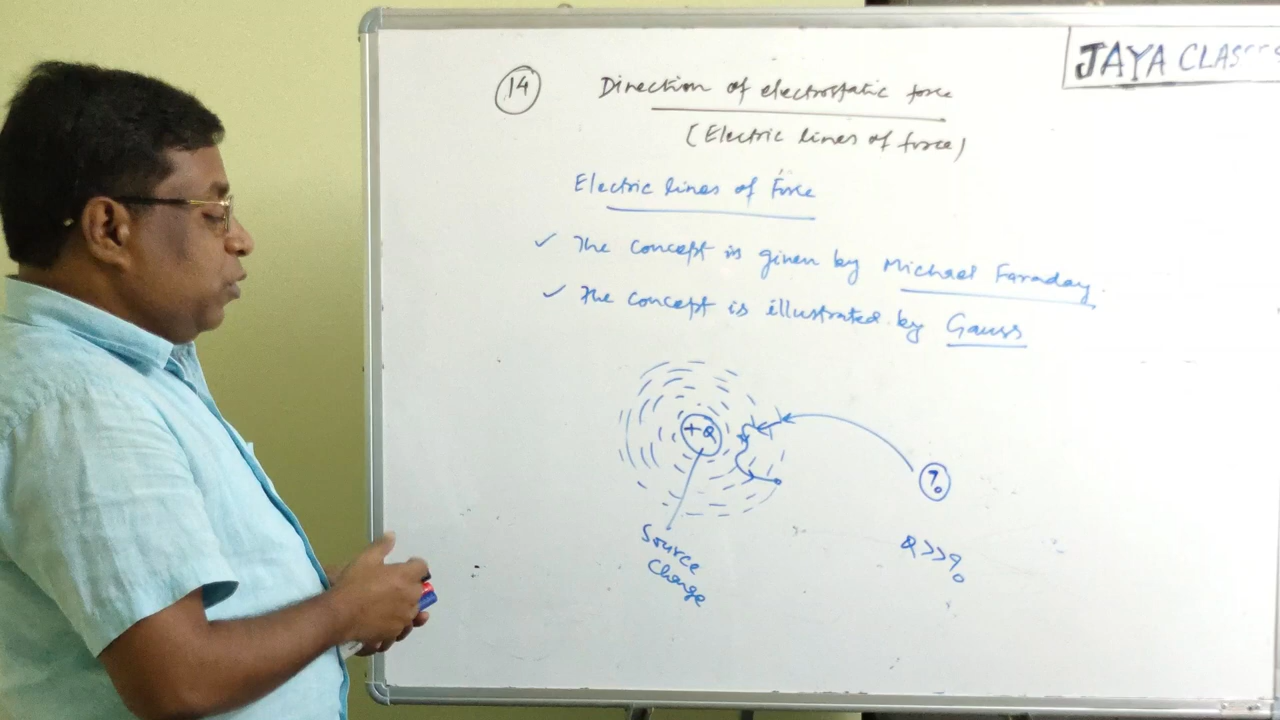 JAYA CLASSES
14
Direction of electrostatic force
(Electric lines of force)
Electric lines of Force
✓ The concept is given by Michael Faraday.
✓ The concept is illustrated by Gauss
+Q
q₀
Source
Charge
Q>>q₀